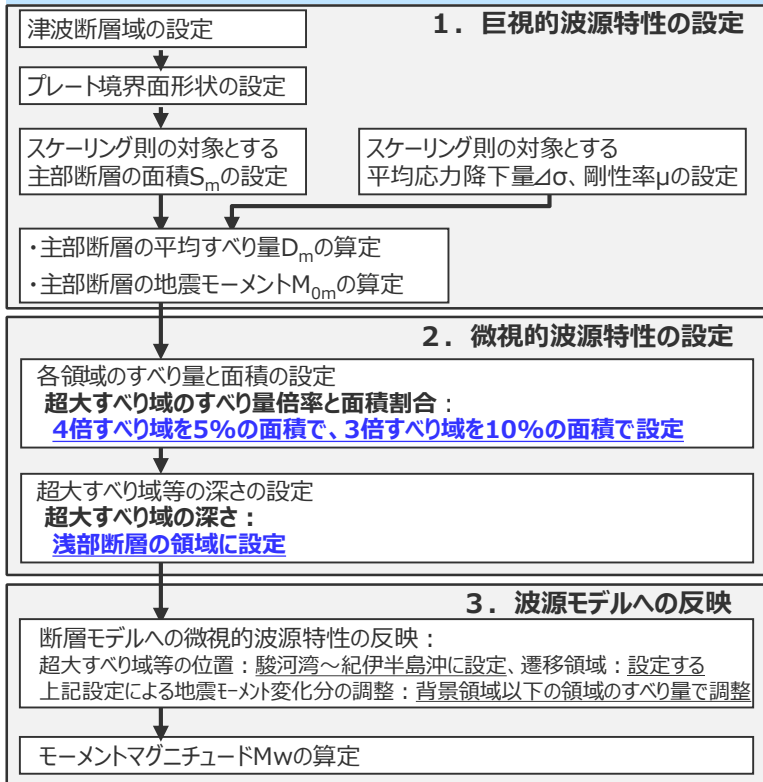 1．巨視的波源特性の設定
津波断層域の設定
プレート境界面形状の設定
スケーリング則の対象とする
主部断層の面積Smの設定
スケーリング則の対象とする
平均応力降下量⊿σ、剛性率μの設定
・主部断層の平均すべり量Dmの算定
・主部断層の地震モーメントM0mの算定
2．微視的波源特性の設定
各領域のすべり量と面積の設定
超大すべり域のすべり量倍率と面積割合：
4倍すべり域を5%の面積で、3倍すべり域を10%の面積で設定
超大すべり域等の深さの設定
超大すべり域の深さ：
浅部断層の領域に設定
3．波源モデルへの反映
断層モデルへの微視的波源特性の反映：
超大すべり域等の位置：駿河湾～紀伊半島沖に設定、遷移領域：設定する
上記設定による地震ﾓｰﾒﾝﾄ変化分の調整：背景領域以下の領域のすべり量で調整
モーメントマグニチュードMwの算定